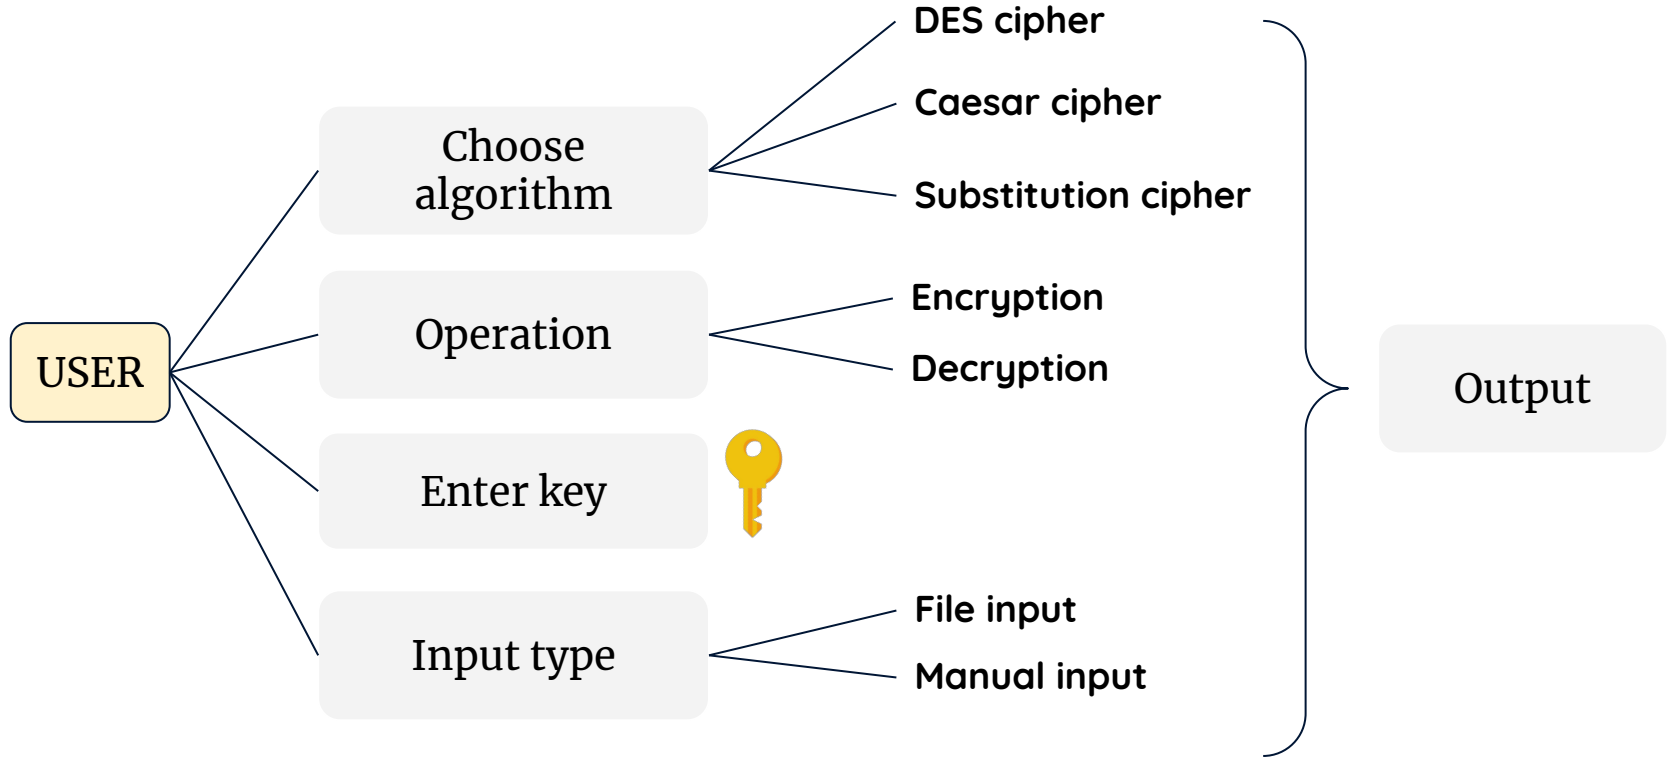 USER
Choose
algorithm
DES cipher
Caesar cipher
Substitution cipher
Operation
Encryption
Decryption
Enter key
Input type
File input
Manual input
Output